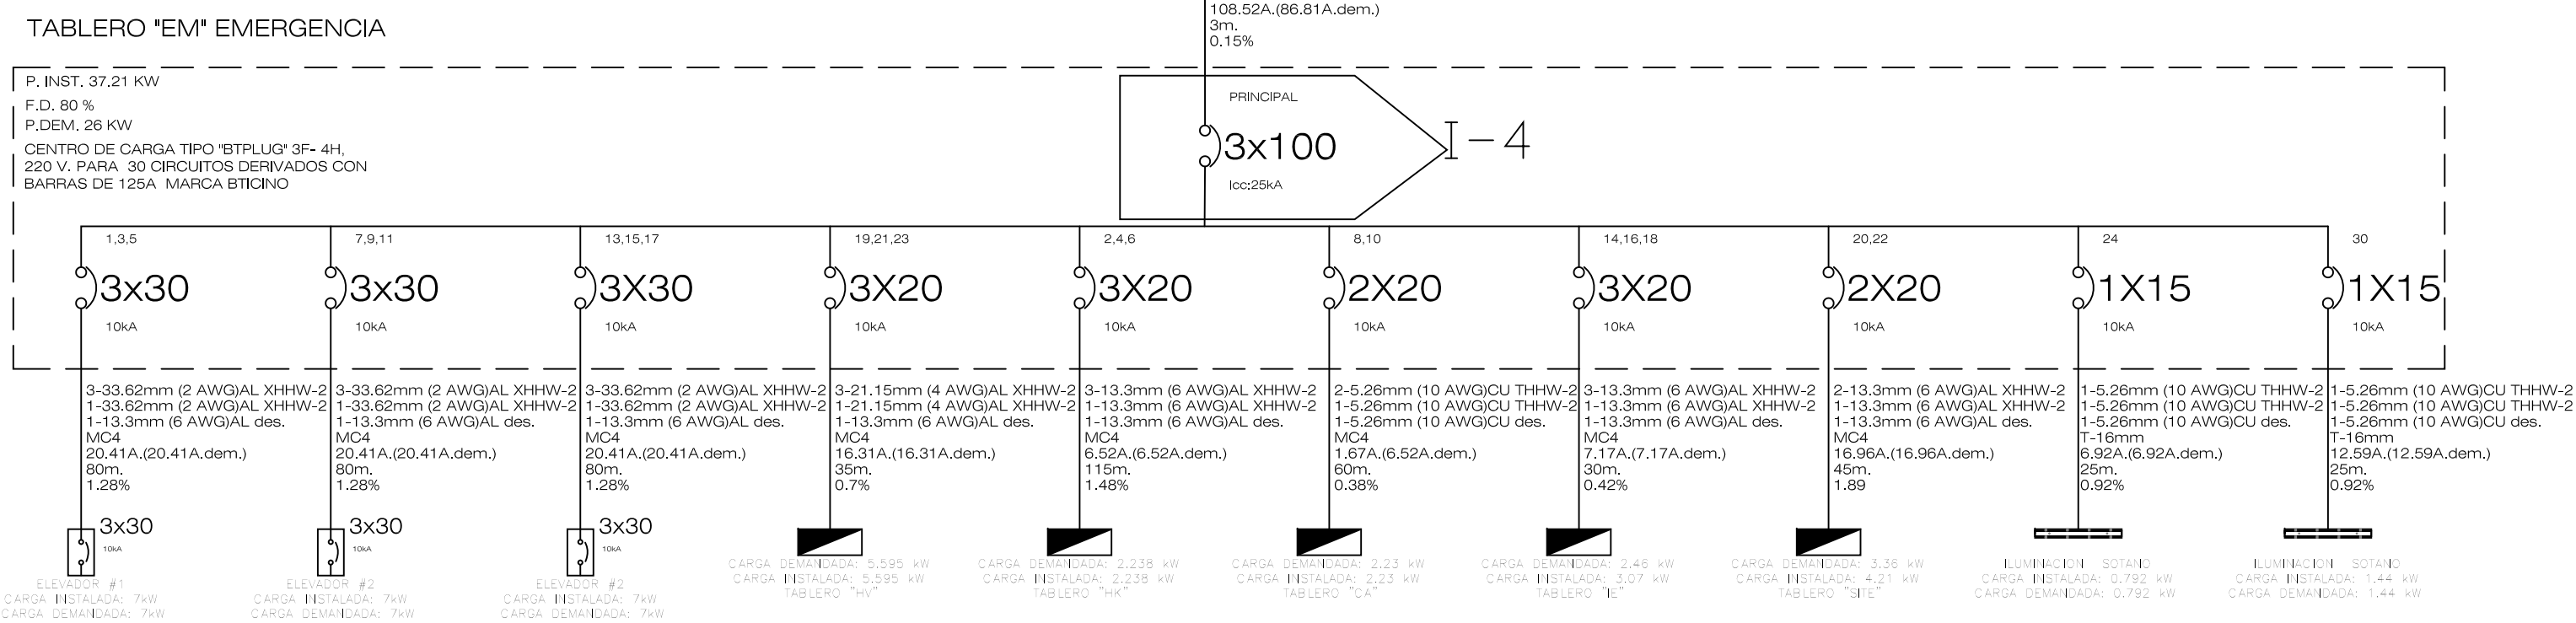 TABLERO "EM" EMERGENCIA
108.52A.(86.81A.dem.)
3m.
0.15%
P. INST. 37.21 KW
F.D. 80 %
P.DEM. 26 KW
CENTRO DE CARGA TIPO "BTPLUG" 3F- 4H,
220 V. PARA 30 CIRCUITOS DERIVADOS CON
BARRAS DE 125A MARCA BTICINO
PRINCIPAL
3x100
Icc:25kA
I-4
1,3,5
3x30
10kA
3-33.62mm (2 AWG)AL XHHW-2
1-33.62mm (2 AWG)AL XHHW-2
1-13.3mm (6 AWG)AL des.
MC4
20.41A.(20.41A.dem.)
80m.
1.28%
3x30
10kA
ELEVADOR #1
CARGA INSTALADA: 7kW
CARGA DEMANDADA: 7kW
7,9,11
3x30
10kA
3-33.62mm (2 AWG)AL XHHW-2
1-33.62mm (2 AWG)AL XHHW-2
1-13.3mm (6 AWG)AL des.
MC4
20.41A.(20.41A.dem.)
80m.
1.28%
3x30
10kA
ELEVADOR #2
CARGA INSTALADA: 7kW
CARGA DEMANDADA: 7kW
13,15,17
3X30
10kA
3-33.62mm (2 AWG)AL XHHW-2
1-33.62mm (2 AWG)AL XHHW-2
1-13.3mm (6 AWG)AL des.
MC4
20.41A.(20.41A.dem.)
80m.
1.28%
3x30
10kA
ELEVADOR #2
CARGA INSTALADA: 7kW
CARGA DEMANDADA: 7kW
19,21,23
3X20
10kA
3-21.15mm (4 AWG)AL XHHW-2
1-21.15mm (4 AWG)AL XHHW-2
1-13.3mm (6 AWG)AL des.
MC4
16.31A.(16.31A.dem.)
35m.
0.7%
CARGA DEMANDADA: 5.595 kW
CARGA INSTALADA: 5.595 kW
TABLERO "HV"
2,4,6
3X20
10kA
3-13.3mm (6 AWG)AL XHHW-2
1-13.3mm (6 AWG)AL XHHW-2
1-13.3mm (6 AWG)AL des.
MC4
6.52A.(6.52A.dem.)
115m.
1.48%
CARGA DEMANDADA: 2.238 kW
CARGA INSTALADA: 2.238 kW
TABLERO "HK"
8,10
2X20
10kA
2-5.26mm (10 AWG)CU THHW-2
1-5.26mm (10 AWG)CU THHW-2
1-5.26mm (10 AWG)CU des.
MC4
1.67A.(6.52A.dem.)
60m.
0.38%
CARGA DEMANDADA: 2.23 kW
CARGA INSTALADA: 2.23 kW
TABLERO "CA"
14,16,18
3X20
10kA
3-13.3mm (6 AWG)AL XHHW-2
1-13.3mm (6 AWG)AL XHHW-2
1-13.3mm (6 AWG)AL des.
MC4
7.17A.(7.17A.dem.)
30m.
0.42%
CARGA DEMANDADA: 2.46 kW
CARGA INSTALADA: 3.07 kW
TABLERO "IE"
20,22
2X20
10kA
2-13.3mm (6 AWG)AL XHHW-2
1-13.3mm (6 AWG)AL XHHW-2
1-13.3mm (6 AWG)AL des.
MC4
16.96A.(16.96A.dem.)
45m.
1.89
CARGA DEMANDADA: 3.36 kW
CARGA INSTALADA: 4.21 kW
TABLERO "SITE"
24
1X15
10kA
1-5.26mm (10 AWG)CU THHW-2
1-5.26mm (10 AWG)CU THHW-2
1-5.26mm (10 AWG)CU des.
T-16mm
6.92A.(6.92A.dem.)
25m.
0.92%
ILUMINACION SOTANO
CARGA INSTALADA: 0.792 kW
CARGA DEMANDADA: 0.792 kW
30
1X15
10kA
1-5.26mm (10 AWG)CU THHW-2
1-5.26mm (10 AWG)CU THHW-2
1-5.26mm (10 AWG)CU des.
T-16mm
12.59A.(12.59A.dem.)
25m.
0.92%
ILUMINACION SOTANO
CARGA INSTALADA: 1.44 kW
CARGA DEMANDADA: 1.44 kW